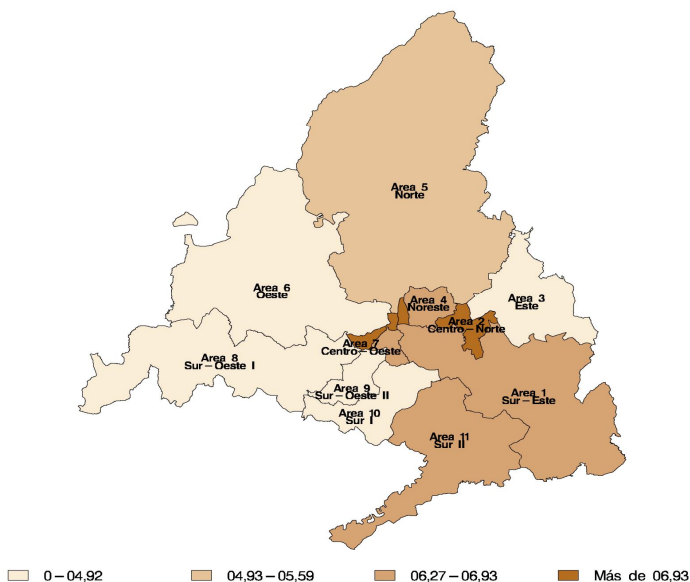 Area 5
Norte
Area 6
Oeste
Area 4
Noreste
Area 3
Este
Area 2
Centro-Norte
Area 7
Centro-Oeste
Area 8
Sur-Oeste I
Area 9
Sur-Oeste II
Area 1
Sur-Este
Area 10
Sur I
Area 11
Sur II
0-04,92
04,93-05,59
06,27-06,93
Más de 06,93